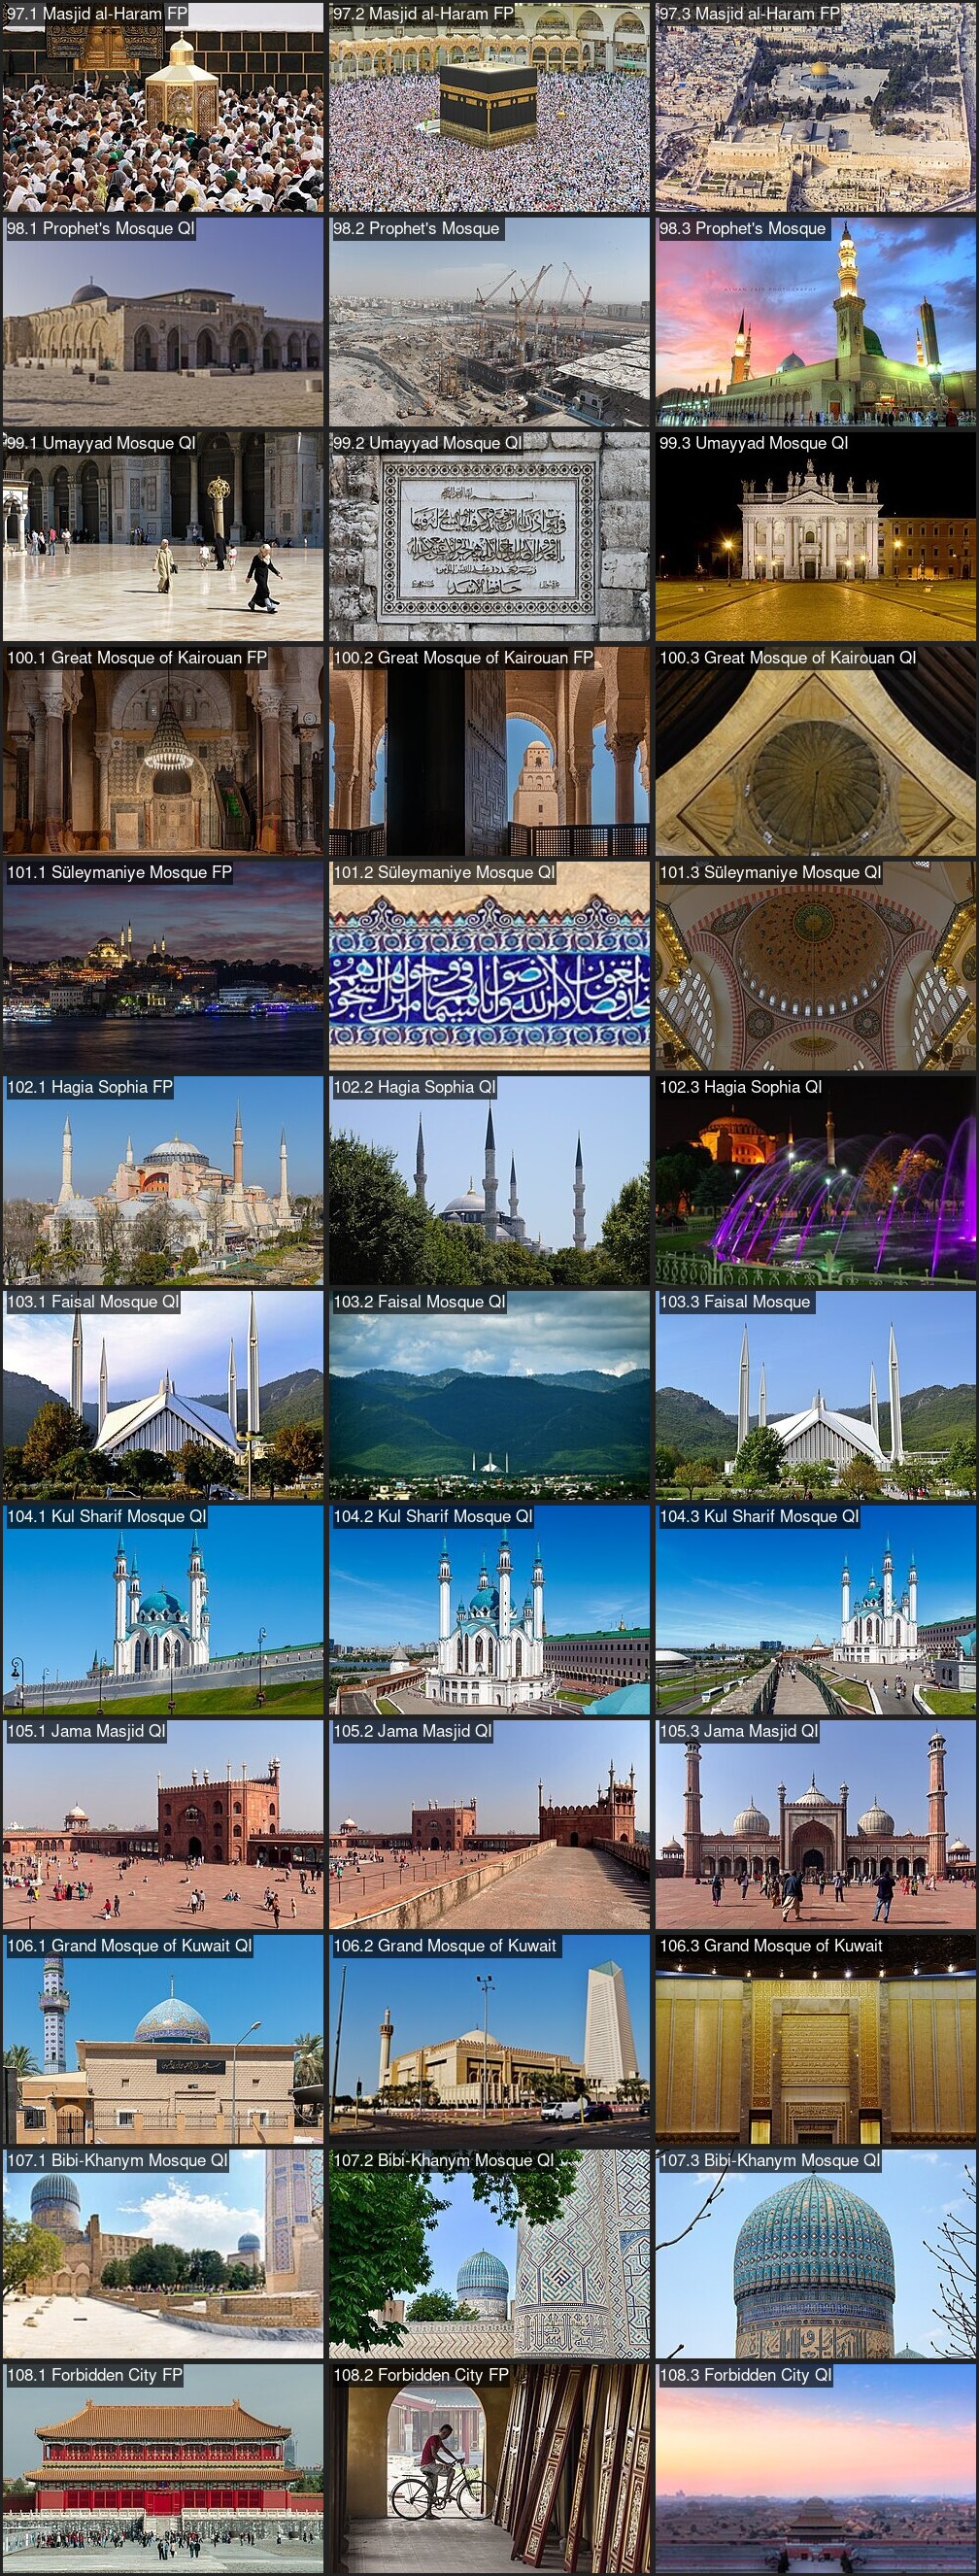 97.1 Masjid al-Haram FP
97.2 Masjid al-Haram FP
97.3 Masjid al-Haram FP
98.1 Prophet's Mosque QI
98.2 Prophet's Mosque
98.3 Prophet's Mosque
99.1 Umayyad Mosque QI
99.2 Umayyad Mosque QI
99.3 Umayyad Mosque QI
حافظ الأسد
100.1 Great Mosque of Kairouan FP
100.2 Great Mosque of Kairouan FP
100.3 Great Mosque of Kairouan QI
101.1 Süleymaniye Mosque FP
101.2 Süleymaniye Mosque QI
101.3 Süleymaniye Mosque QI
102.1 Hagia Sophia FP
102.2 Hagia Sophia QI
102.3 Hagia Sophia QI
103.1 Faisal Mosque QI
103.2 Faisal Mosque QI
103.3 Faisal Mosque
104.1 Kul Sharif Mosque QI
104.2 Kul Sharif Mosque QI
104.3 Kul Sharif Mosque QI
105.1 Jama Masjid QI
105.2 Jama Masjid QI
105.3 Jama Masjid QI
106.1 Grand Mosque of Kuwait QI
106.2 Grand Mosque of Kuwait
106.3 Grand Mosque of Kuwait
107.1 Bibi-Khanym Mosque QI
107.2 Bibi-Khanym Mosque QI
107.3 Bibi-Khanym Mosque QI
108.1 Forbidden City FP
108.2 Forbidden City FP
108.3 Forbidden City QI